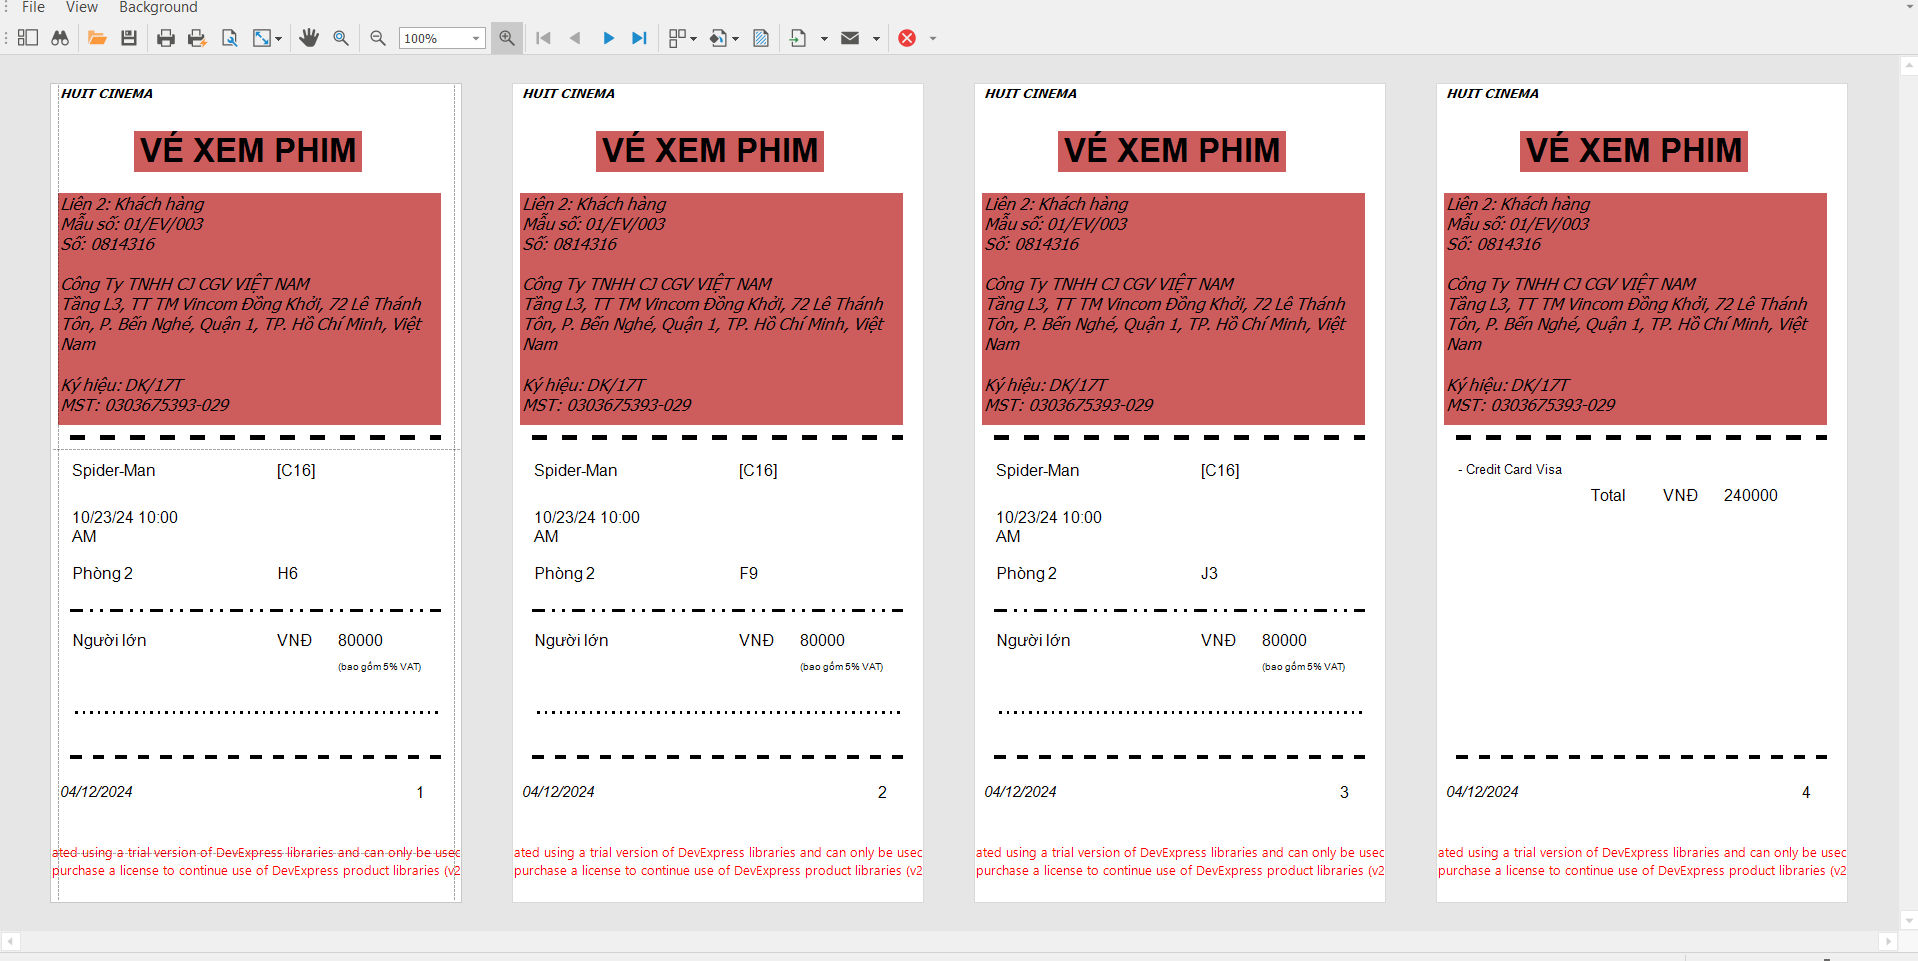 File View Background
100%
HUIT CINEMA
VÉ XEM PHIM
Liên 2: Khách hàng
Mẫu số: 01/EV/003
Số: 0814316
Công Ty TNHH CJ CGV VIỆT NAM
Tầng L3, TT TM Vincom Đồng Khởi, 72 Lê Thánh
Tôn, P. Bến Nghé, Quận 1, TP. Hồ Chí Minh, Việt
Nam
Ký hiệu: DK/17T
MST: 0303675393-029
Spider-Man [C16]
10/23/24 10:00
AM
Phòng 2 H6
Người lớn VNĐ 80000
(bao gồm 5% VAT)
04/12/2024 1
ated using a trial version of DevExpress libraries and can only be used
purchase a license to continue use of DevExpress product libraries (v2
HUIT CINEMA
VÉ XEM PHIM
Liên 2: Khách hàng
Mẫu số: 01/EV/003
Số: 0814316
Công Ty TNHH CJ CGV VIỆT NAM
Tầng L3, TT TM Vincom Đồng Khởi, 72 Lê Thánh
Tôn, P. Bến Nghé, Quận 1, TP. Hồ Chí Minh, Việt
Nam
Ký hiệu: DK/17T
MST: 0303675393-029
Spider-Man [C16]
10/23/24 10:00
AM
Phòng 2 F9
Người lớn VNĐ 80000
(bao gồm 5% VAT)
04/12/2024 2
ated using a trial version of DevExpress libraries and can only be used
purchase a license to continue use of DevExpress product libraries (v2
HUIT CINEMA
VÉ XEM PHIM
Liên 2: Khách hàng
Mẫu số: 01/EV/003
Số: 0814316
Công Ty TNHH CJ CGV VIỆT NAM
Tầng L3, TT TM Vincom Đồng Khởi, 72 Lê Thánh
Tôn, P. Bến Nghé, Quận 1, TP. Hồ Chí Minh, Việt
Nam
Ký hiệu: DK/17T
MST: 0303675393-029
Spider-Man [C16]
10/23/24 10:00
AM
Phòng 2 J3
Người lớn VNĐ 80000
(bao gồm 5% VAT)
04/12/2024 3
ated using a trial version of DevExpress libraries and can only be used
purchase a license to continue use of DevExpress product libraries (v2
HUIT CINEMA
VÉ XEM PHIM
Liên 2: Khách hàng
Mẫu số: 01/EV/003
Số: 0814316
Công Ty TNHH CJ CGV VIỆT NAM
Tầng L3, TT TM Vincom Đồng Khởi, 72 Lê Thánh
Tôn, P. Bến Nghé, Quận 1, TP. Hồ Chí Minh, Việt
Nam
Ký hiệu: DK/17T
MST: 0303675393-029
- Credit Card Visa
Total VNĐ 240000
04/12/2024 4
ated using a trial version of DevExpress libraries and can only be used
purchase a license to continue use of DevExpress product libraries (v2